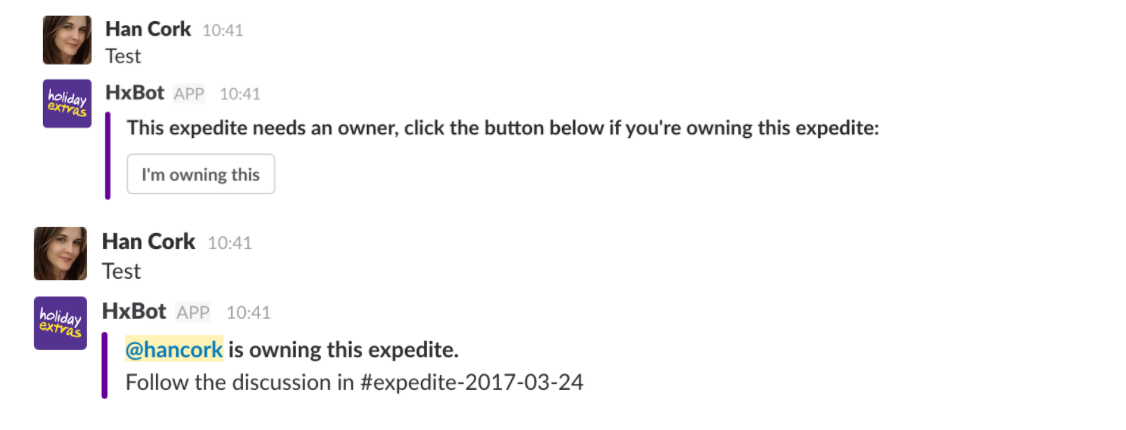 Han Cork 10:41
Test
holiday
extras
HxBot APP 10:41
This expedite needs an owner, click the button below if you're owning this expedite:
I'm owning this
Han Cork 10:41
Test
holiday
extras
HxBot APP 10:41
@hancork is owning this expedite.
Follow the discussion in #expedite-2017-03-24